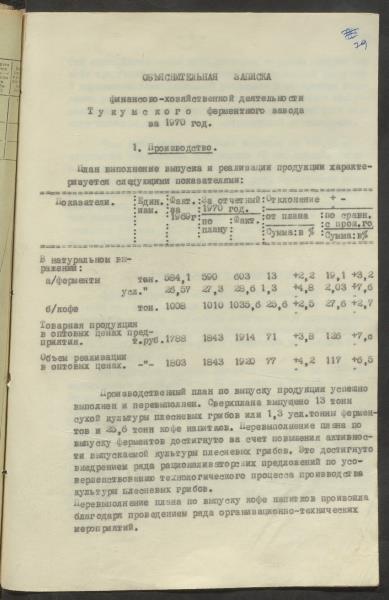 29
ОБЪЯСНИТЕЛЬНАЯ ЗАПИСКА
финансово-хозяйственной деятельности
Тукумского ферментного завода
за 1970 год.
1. Производство.
План выполнение выпуска и реализации продукции характе-
ризуется следующими показателями:
Показатели. Един. изм. Факт. за 1969г За отчетный 1970 год. по плану: Факт. Отклонение + - от плана Сумма: в % по сравн. с прош.го Сумма: в %
В натуральном вы-
ражении:
а/ферменты тон. 584,1 590 603 13 +2,2 19,1 +3,2
усл." 26,57 27,3 28,6 1,3 +4,8 2,03 +7,6
б/кофе тон. 1008 1010 1035,6 25,6 +2,5 27,6 +2,7
Товарная продукция
в оптовых ценах пред-
приятия. т.руб. 1788 1843 1914 71 +3,8 126 +7,0
Объем реализации
в оптовых ценах. -"- 1803 1843 1920 77 +4,2 117 +6,5
Производственный план по выпуску продукции успешно
выполнен и перевыполнен. Сверхплана выпущено 13 тонн
сухой культуры плесневых грибов или 1,3 усл.тонны фермен-
тов и 25,6 тонн кофе напитков. Перевыполнение плана по
выпуску ферментов достигнуто за счет повышения активнос-
ти выпускаемой культуры плесневых грибов. Это достигнуто
внедрением ряда рационализаторских предложений по усо-
вершенствованию технологического процесса производства
культуры плесневых грибов.
Перевыполнение плана по выпуску кофе напитков произошла
благодаря проведением ряда организационно-технических
мероприятий.